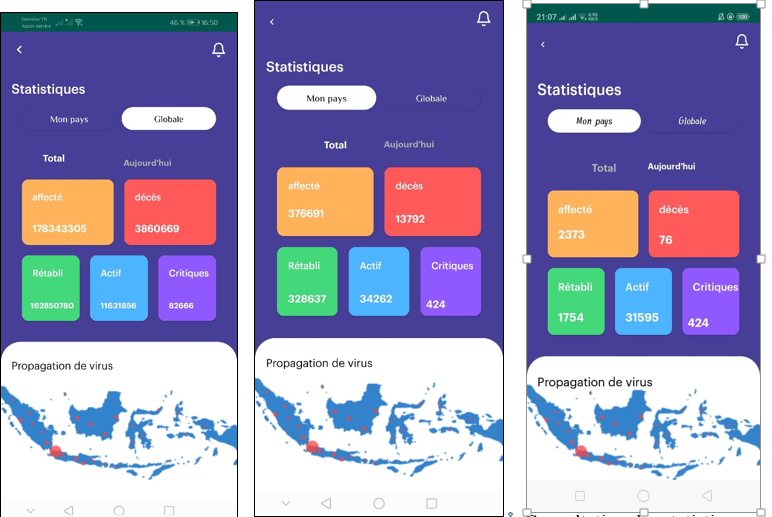 Ooredoo TN
Aucun service
46 % 16:50
Statistiques
Mon pays Globale
Total Aujourd'hui
affecté décès
178343305 3860669
Rétabli Actif Critiques
162850780 11631856 82666
Propagation de virus
Statistiques
Mon pays Globale
Total Aujourd'hui
affecté décès
376691 13792
Rétabli Actif Critiques
328637 34262 424
Propagation de virus
21:07 100
Statistiques
Mon pays Globale
Total Aujourd'hui
affecté décès
2373 76
Rétabli Actif Critiques
1754 31595 424
Propagation de virus